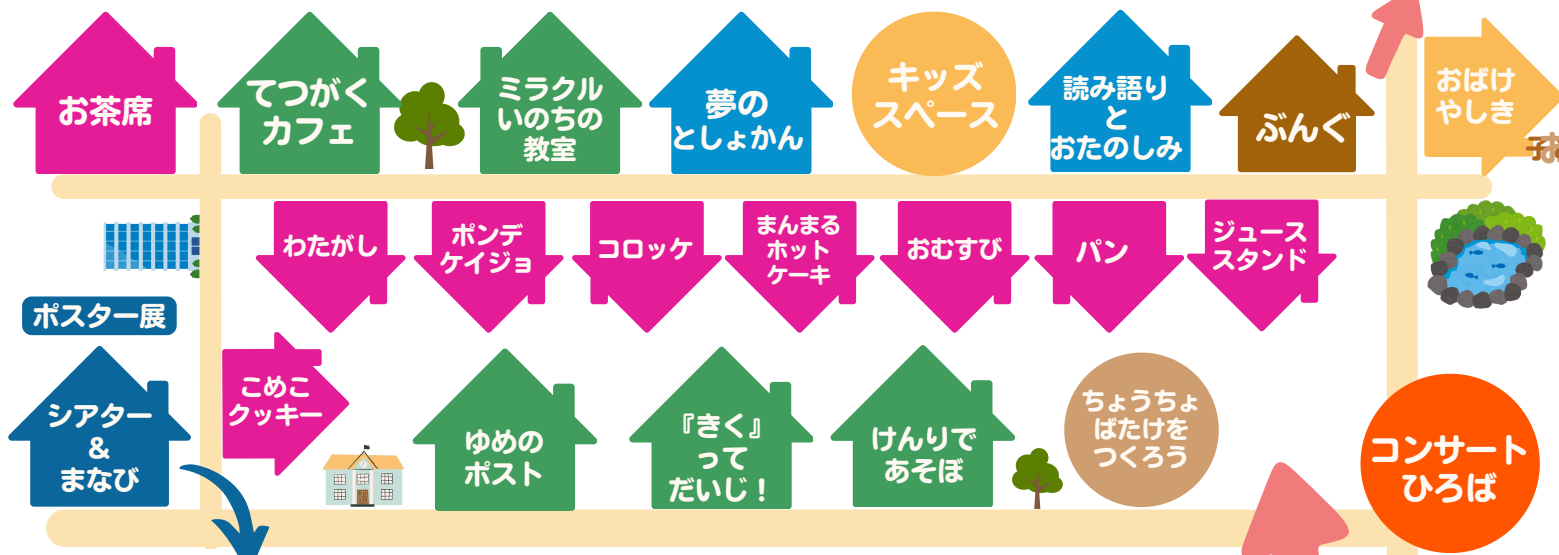 お茶席
てつがく
カフェ
ミラクル
いのちの
教室
夢の
としょかん
キッズ
スペース
読み語り
と
おたのしみ
ぶんぐ
おばけ
やしき
わたがし
ポンデ
ケイジョ
コロッケ
まんまる
ホット
ケーキ
おむすび
パン
ジュース
スタンド
ポスター展
シアター
&
まなび
こめこ
クッキー
ゆめの
ポスト
『きく』
って
だいじ！
けんりで
あそぼ
ちょうちょ
ばたけを
つくろう
コンサート
ひろば